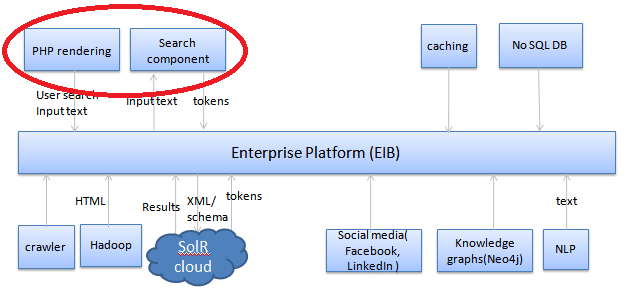 PHP rendering
Search
component
caching
No SQL DB
User search
Input text
Input text
tokens
Enterprise Platform (EIB)
HTML
Results
XML/
schema
tokens
text
crawler
Hadoop
SolR
cloud
Social media(
Facebook,
LinkedIn )
Knowledge
graphs(Neo4j)
NLP